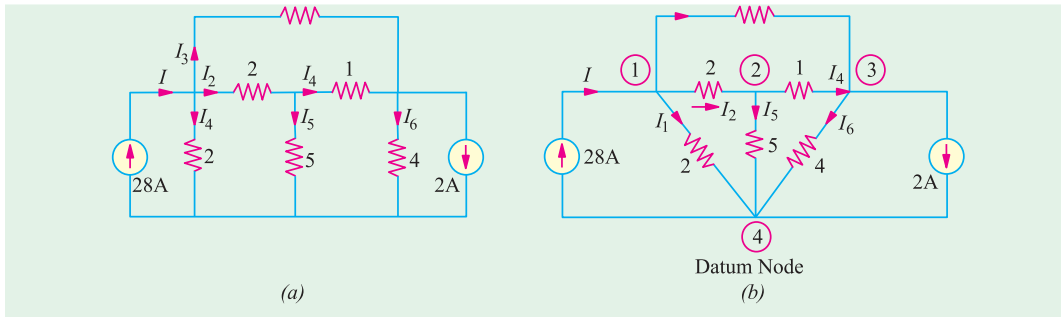 I₃
I I₂ 2 I₄ 1
I₄ I₅ I₆
28A 2 5 4 2A
(a)
1 2 2 1 I₄ 3
I I₂
I₁ I₅ I₆
28A 2 5 4 2A
4
Datum Node
(b)